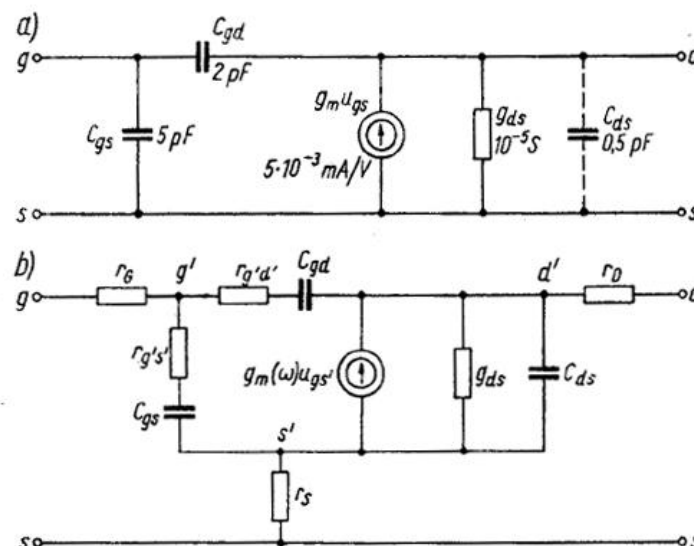 a)
C_gd
g
2 pF
d
C_gs
5 pF
g_m u_gs
5·10⁻³ mA/V
g_ds
10⁻⁵ S
C_ds
0,5 pF
s
s
b)
g
r_G
g'
r_g'd'
C_gd
d'
r_D
r_g's'
C_gs
g_m(ω)u_gs'
g_ds
C_ds
s'
r_s
s
s